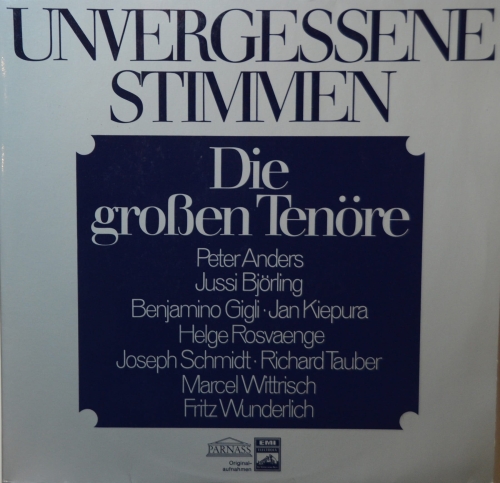 UNVERGESSENE
STIMMEN
Die
großen Tenöre
Peter Anders
Jussi Björling
Benjamino Gigli · Jan Kiepura
Helge Rosvaenge
Joseph Schmidt · Richard Tauber
Marcel Wittrisch
Fritz Wunderlich
PARNASS EMI
Original-
aufnahmen